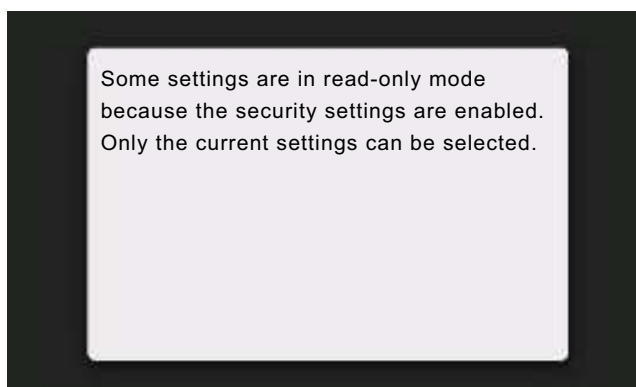 Some settings are in read-only mode
because the security settings are enabled.
Only the current settings can be selected.